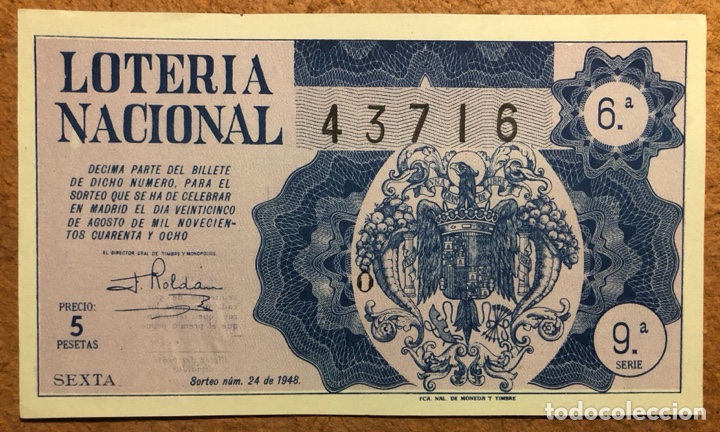 LOTERIA
NACIONAL
43716
6.ª
DECIMA PARTE DEL BILLETE
DE DICHO NUMERO, PARA EL
SORTEO QUE SE HA DE CELEBRAR
EN MADRID EL DIA VEINTICINCO
DE AGOSTO DE MIL NOVECIEN-
TOS CUARENTA Y OCHO
EL DIRECTOR GRAL. DE TIMBRE Y MONOPOLIOS.
J. Roldán
O
PRECIO:
5
PESETAS
9.ª
SERIE
SEXTA
Sorteo núm. 24 de 1948.
FCA. NAL. DE MONEDA Y TIMBRE
todocoleccion